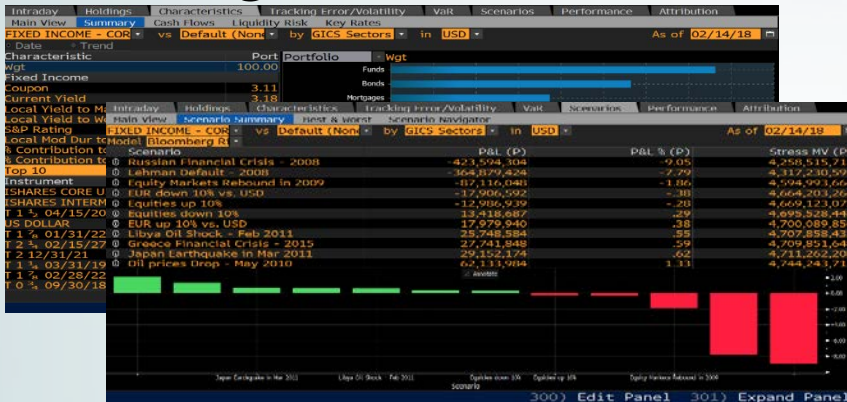 Intraday Holdings Characteristics Tracking Error/Volatility VaR Scenarios Performance Attribution
Main View Summary Cash Flows Liquidity Risk Key Rates
FIXED INCOME - COR vs Default (None by GICS Sectors in USD As of 02/14/18
Date Trend
Characteristic Port Portfolio Wgt
Wgt 100.00
Funds
Fixed Income
Bonds
Coupon 3.11
Mortgages
Current Yield 3.18
Local Yield to Ma
Local Yield to Wo
S&P Rating
Local Mod Dur to
% Contribution to
% Contribution to
Top 10
Instrument
ISHARES CORE U
ISHARES INTERM
T 1 ½ 04/15/20
US DOLLAR
T 1 ⅞ 01/31/22
T 2 ¼ 02/15/27
T 2 12/31/21
T 1 ⅞ 02/28/22
T 0 ¾ 09/30/18
Intraday Holdings Characteristics Tracking Error/Volatility VaR Scenarios Performance Attribution
Main View Scenario Summary Best & Worst Scenario Navigator
FIXED INCOME - COR vs Default (None by GICS Sectors in USD As of 02/14/18
Model Bloomberg Ri
Scenario P&L (P) P&L % (P) Stress MV (P
Russian Financial Crisis - 2008 -423,594,304 -9.05 4,258,515,71
Lehman Default - 2008 -364,879,424 -7.79 4,317,230,59
Equity Markets Rebound in 2009 -87,116,048 -1.86 4,594,993,66
EUR down 10% vs. USD -17,906,592 -.38 4,664,203,26
Equities up 10% -12,986,939 -.28 4,669,123,07
Equities down 10% 13,418,687 .29 4,695,528,44
EUR up 10% vs. USD 17,979,940 .38 4,700,089,85
Libya Oil Shock - Feb 2011 25,748,584 .55 4,707,858,43
Greece Financial Crisis - 2015 27,741,848 .59 4,709,851,64
Japan Earthquake in Mar 2011 29,152,174 .62 4,711,262,20
Oil prices Drop - May 2010 62,133,984 1.33 4,744,243,71
Annotate
Japan Earthquake in Mar 2011 Libya Oil Shock - Feb 2011 Equities down 10% Equities up 10% Equity Markets Rebound in 2009
Scenario
300) Edit Panel 301) Expand Pane